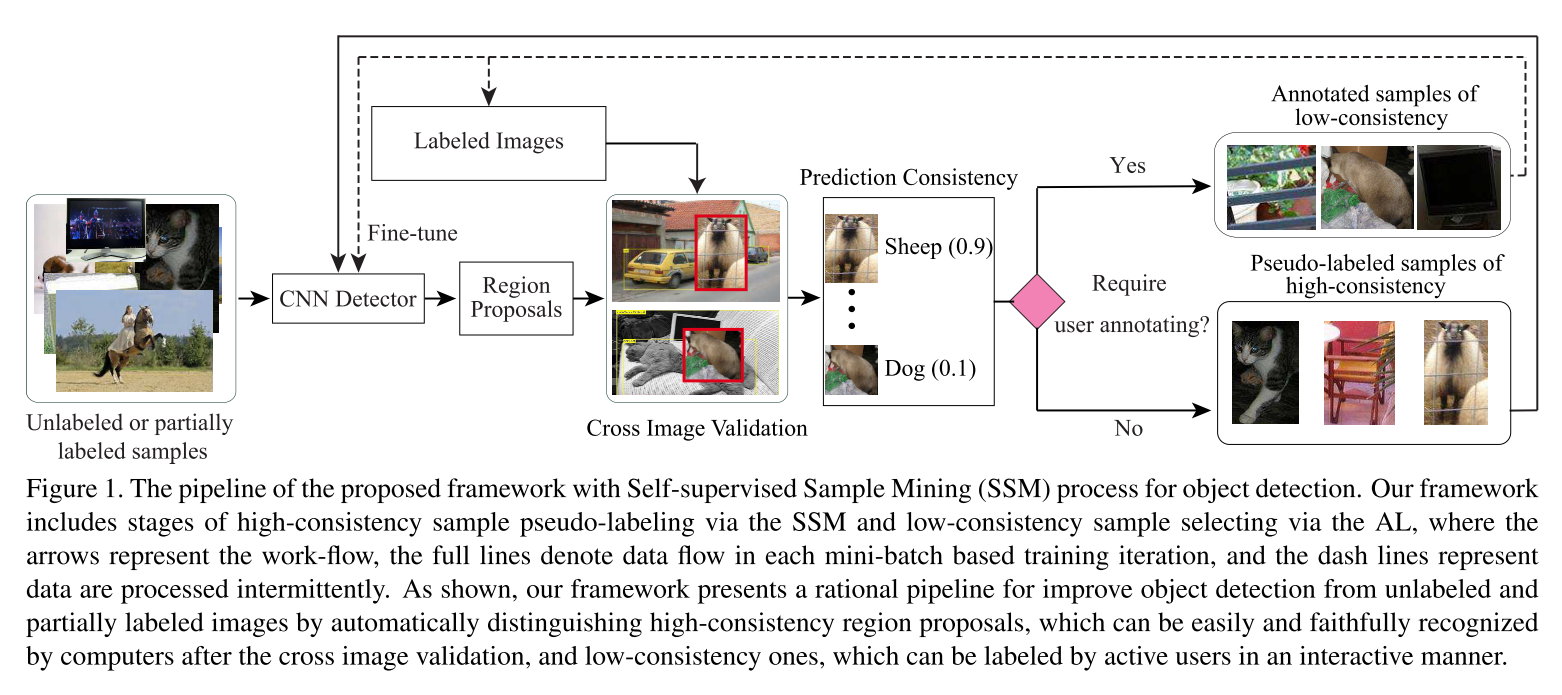 Labeled Images
Fine-tune
CNN Detector
Region
Proposals
Unlabeled or partially
labeled samples
Cross Image Validation
Prediction Consistency
Sheep (0.9)
Dog (0.1)
Yes
Require
user annotating?
No
Annotated samples of
low-consistency
Pseudo-labeled samples of
high-consistency
Figure 1. The pipeline of the proposed framework with Self-supervised Sample Mining (SSM) process for object detection. Our framework
includes stages of high-consistency sample pseudo-labeling via the SSM and low-consistency sample selecting via the AL, where the
arrows represent the work-flow, the full lines denote data flow in each mini-batch based training iteration, and the dash lines represent
data are processed intermittently. As shown, our framework presents a rational pipeline for improve object detection from unlabeled and
partially labeled images by automatically distinguishing high-consistency region proposals, which can be easily and faithfully recognized
by computers after the cross image validation, and low-consistency ones, which can be labeled by active users in an interactive manner.